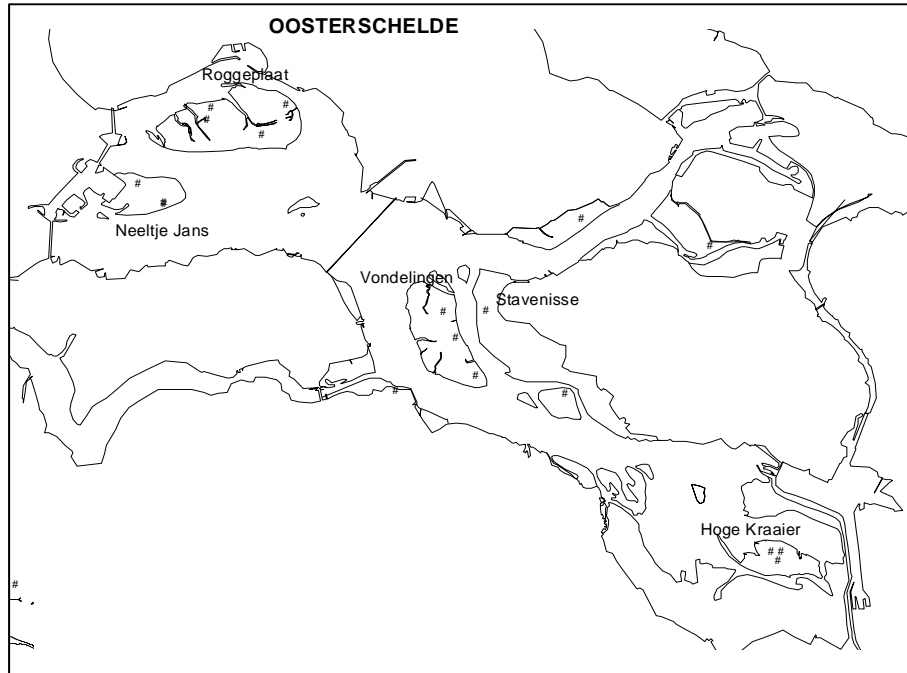 OOSTERSCHELDE
Roggeplaat
#
#
#
#
#
#
Neeltje Jans
#
#
Vondelingen
Stavenisse
#
#
#
#
#
#
Hoge Kraaier
# #
#
#